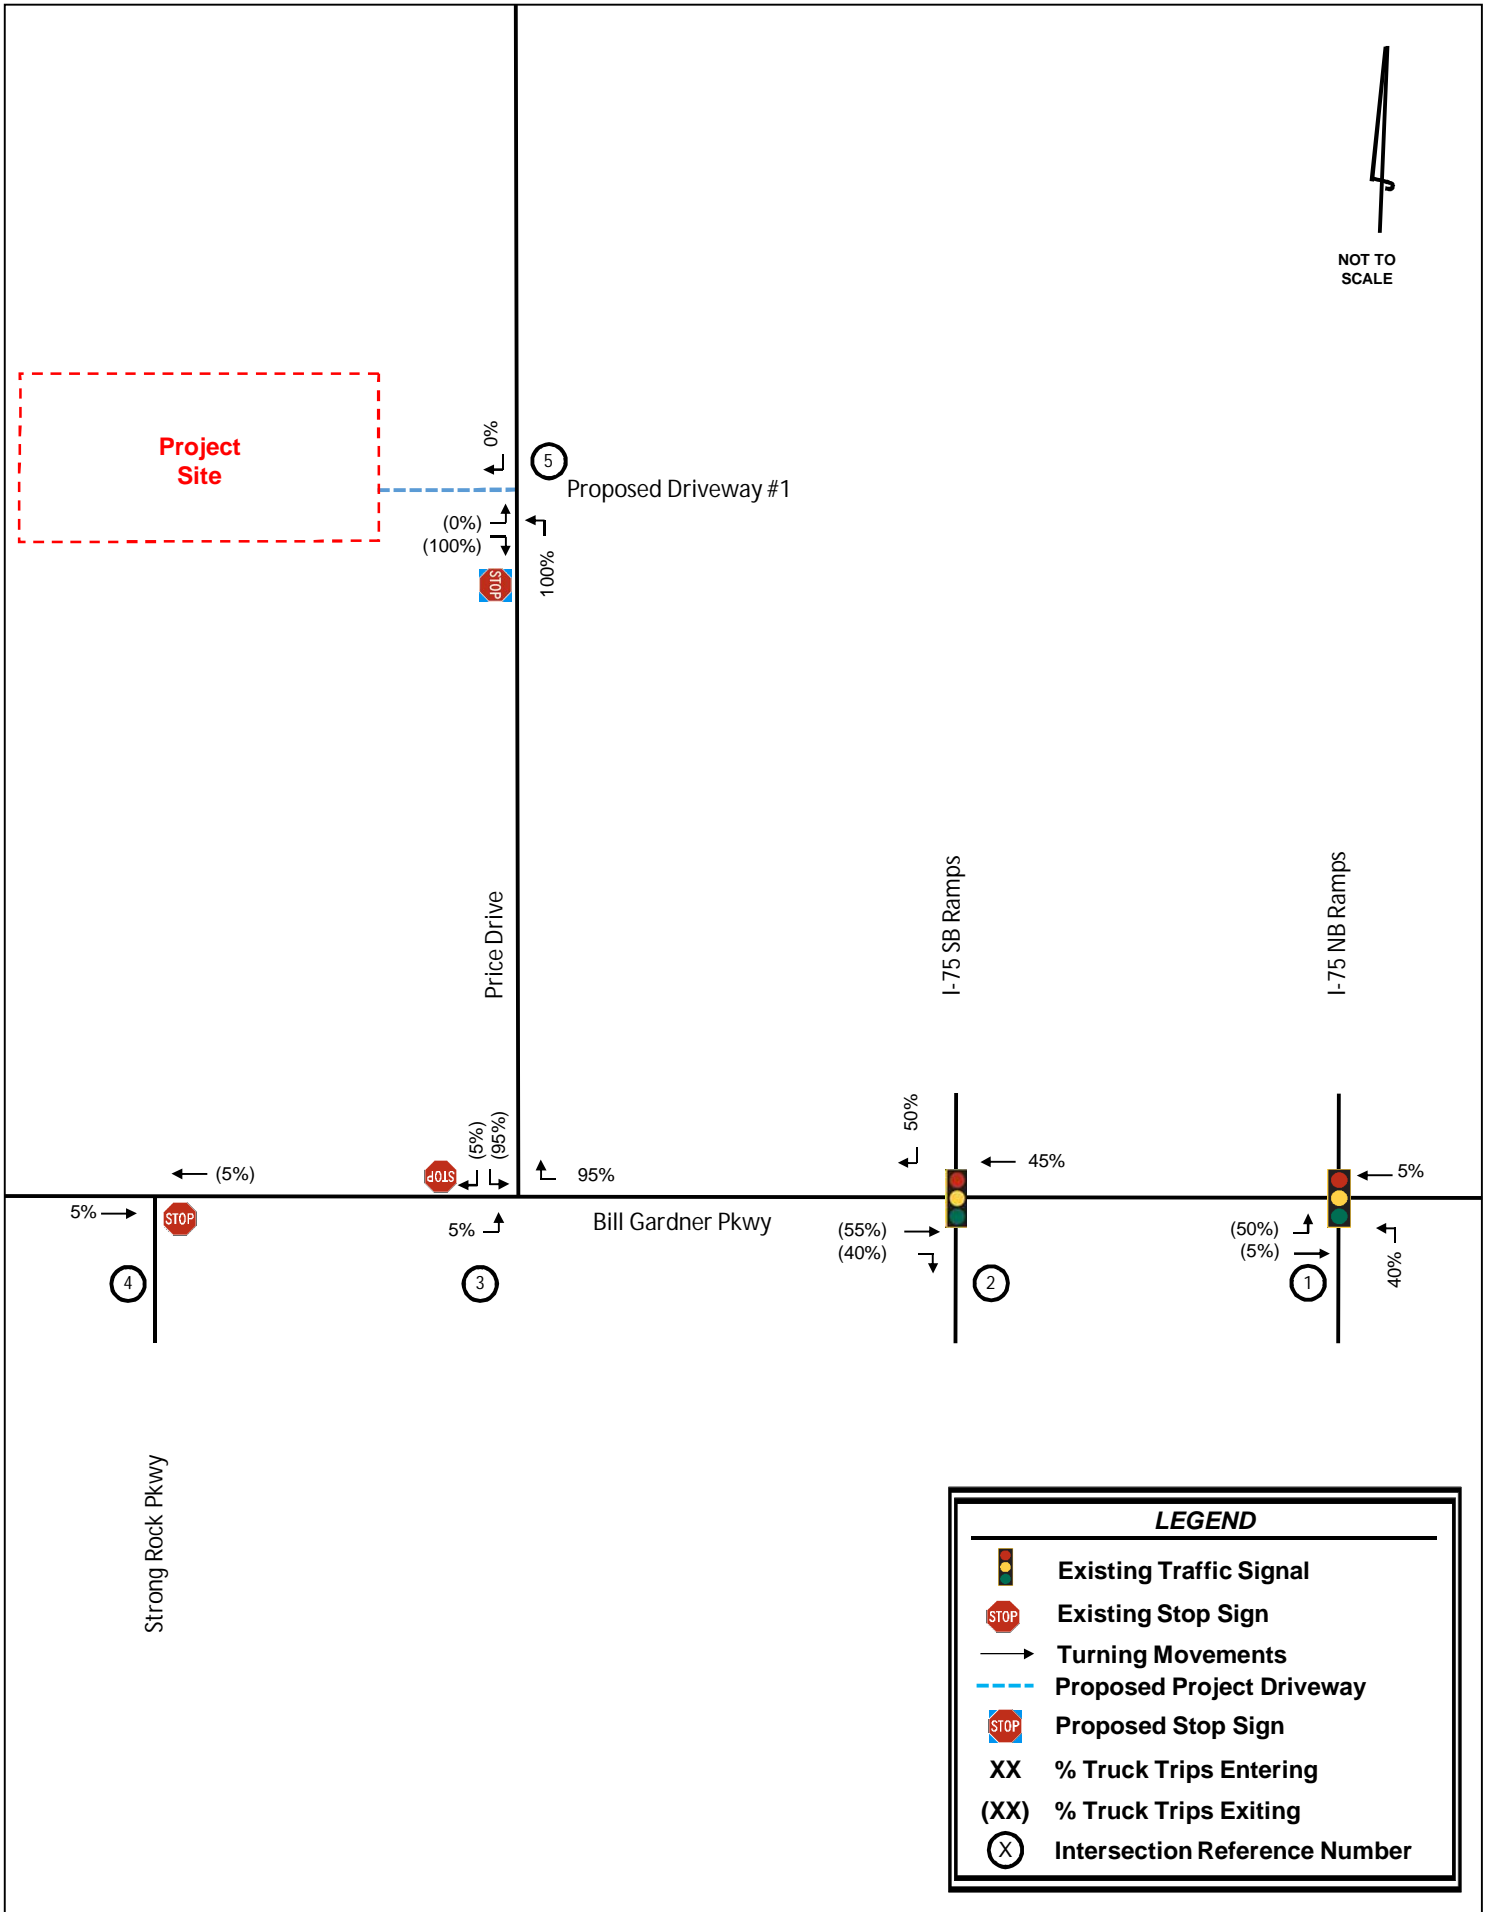 NOT TO
SCALE
Project
Site
0%
5
Proposed Driveway #1
(0%)
(100%)
STOP
100%
Price Drive
I-75 SB Ramps
I-75 NB Ramps
50%
(5%)
(95%)
(5%)
STOP
95%
45%
5%
5%
STOP
5%
Bill Gardner Pkwy
(55%)
(40%)
(50%)
(5%)
40%
4
3
2
1
Strong Rock Pkwy
LEGEND
Existing Traffic Signal
STOP Existing Stop Sign
Turning Movements
Proposed Project Driveway
STOP Proposed Stop Sign
XX % Truck Trips Entering
(XX) % Truck Trips Exiting
X Intersection Reference Number